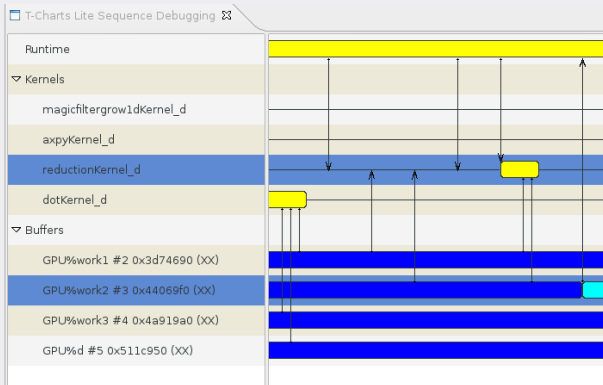 T-Charts Lite Sequence Debugging
Runtime
Kernels
magicfiltergrow1dKernel_d
axpyKernel_d
reductionKernel_d
dotKernel_d
Buffers
GPU%work1 #2 0x3d74690 (XX)
GPU%work2 #3 0x44069f0 (XX)
GPU%work3 #4 0x4a919a0 (XX)
GPU%d #5 0x511c950 (XX)